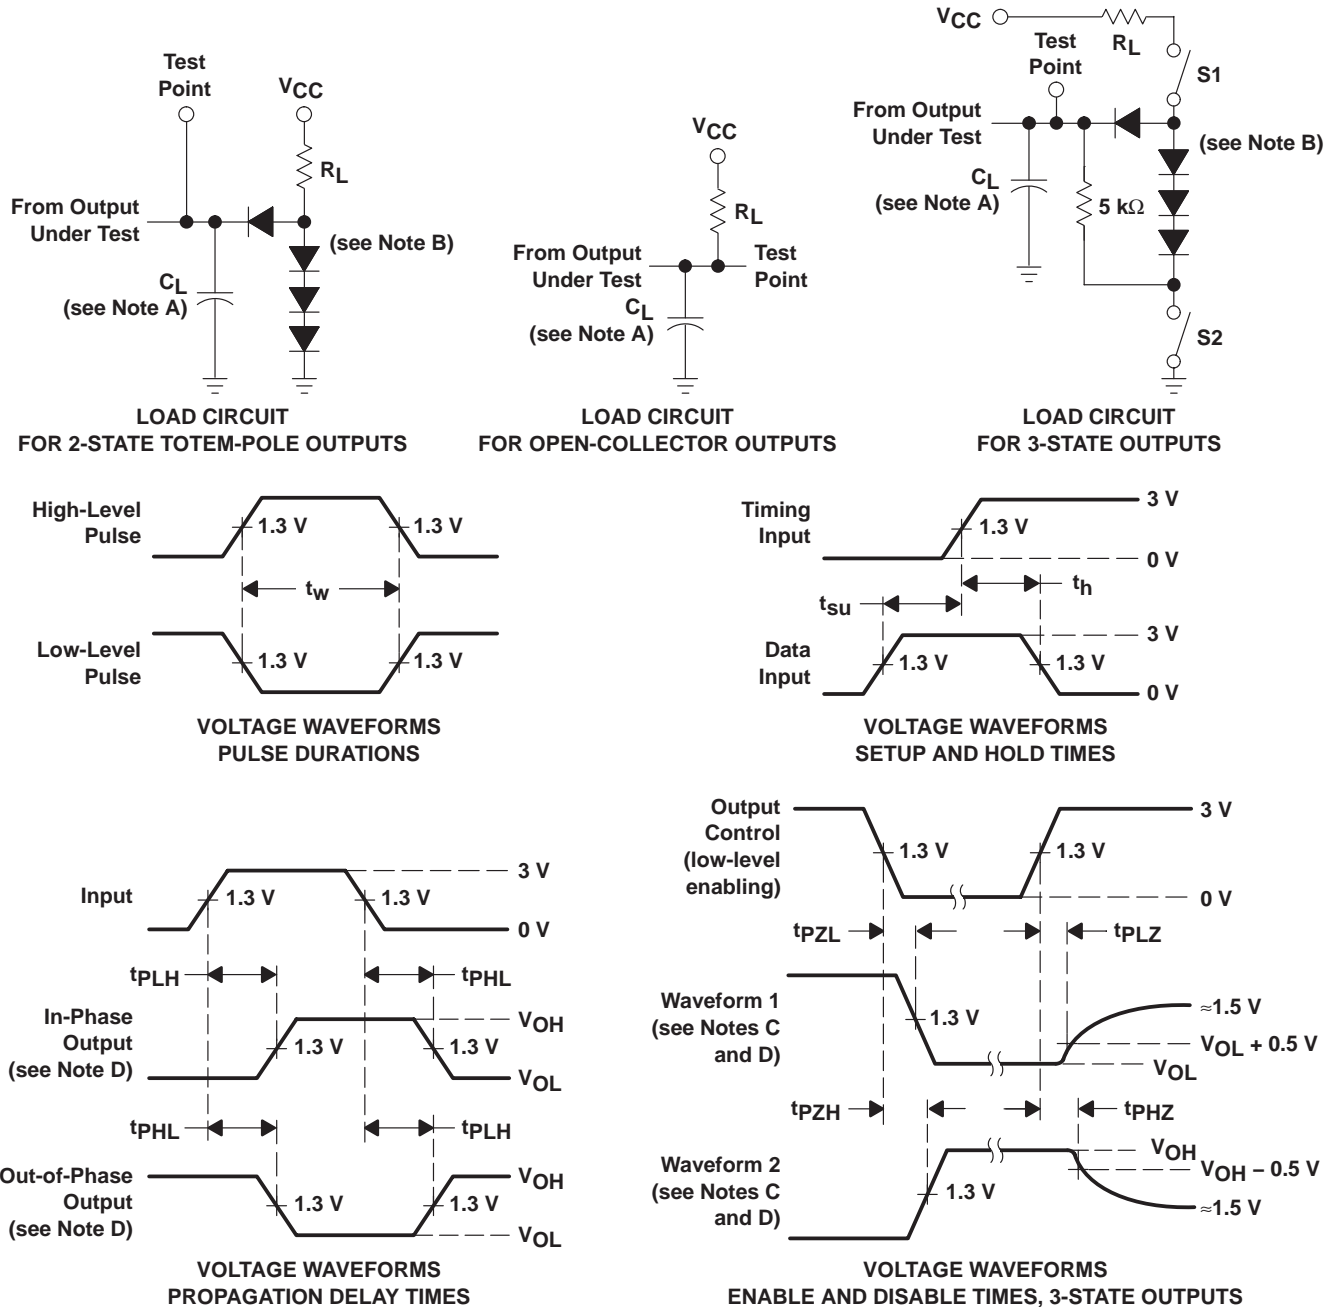 Test
Point
VCC
RL
From Output
Under Test
(see Note B)
CL
(see Note A)
LOAD CIRCUIT
FOR 2-STATE TOTEM-POLE OUTPUTS
VCC
RL
From Output
Under Test
Test
Point
CL
(see Note A)
LOAD CIRCUIT
FOR OPEN-COLLECTOR OUTPUTS
VCC
RL
Test
Point
S1
From Output
Under Test
(see Note B)
CL
(see Note A)
5 kΩ
S2
LOAD CIRCUIT
FOR 3-STATE OUTPUTS
High-Level
Pulse
1.3 V
1.3 V
tw
Low-Level
Pulse
1.3 V
1.3 V
VOLTAGE WAVEFORMS
PULSE DURATIONS
Timing
Input
1.3 V
3 V
0 V
th
tsu
Data
Input
1.3 V
1.3 V
3 V
0 V
VOLTAGE WAVEFORMS
SETUP AND HOLD TIMES
Input
1.3 V
1.3 V
3 V
0 V
tPLH
tPHL
In-Phase
Output
(see Note D)
1.3 V
1.3 V
VOH
VOL
tPHL
tPLH
Out-of-Phase
Output
(see Note D)
1.3 V
1.3 V
VOH
VOL
VOLTAGE WAVEFORMS
PROPAGATION DELAY TIMES
Output
Control
(low-level
enabling)
1.3 V
1.3 V
3 V
0 V
tPZL
tPLZ
Waveform 1
(see Notes C
and D)
1.3 V
≈1.5 V
VOL + 0.5 V
VOL
tPZH
tPHZ
Waveform 2
(see Notes C
and D)
1.3 V
VOH
VOH − 0.5 V
≈1.5 V
VOLTAGE WAVEFORMS
ENABLE AND DISABLE TIMES, 3-STATE OUTPUTS